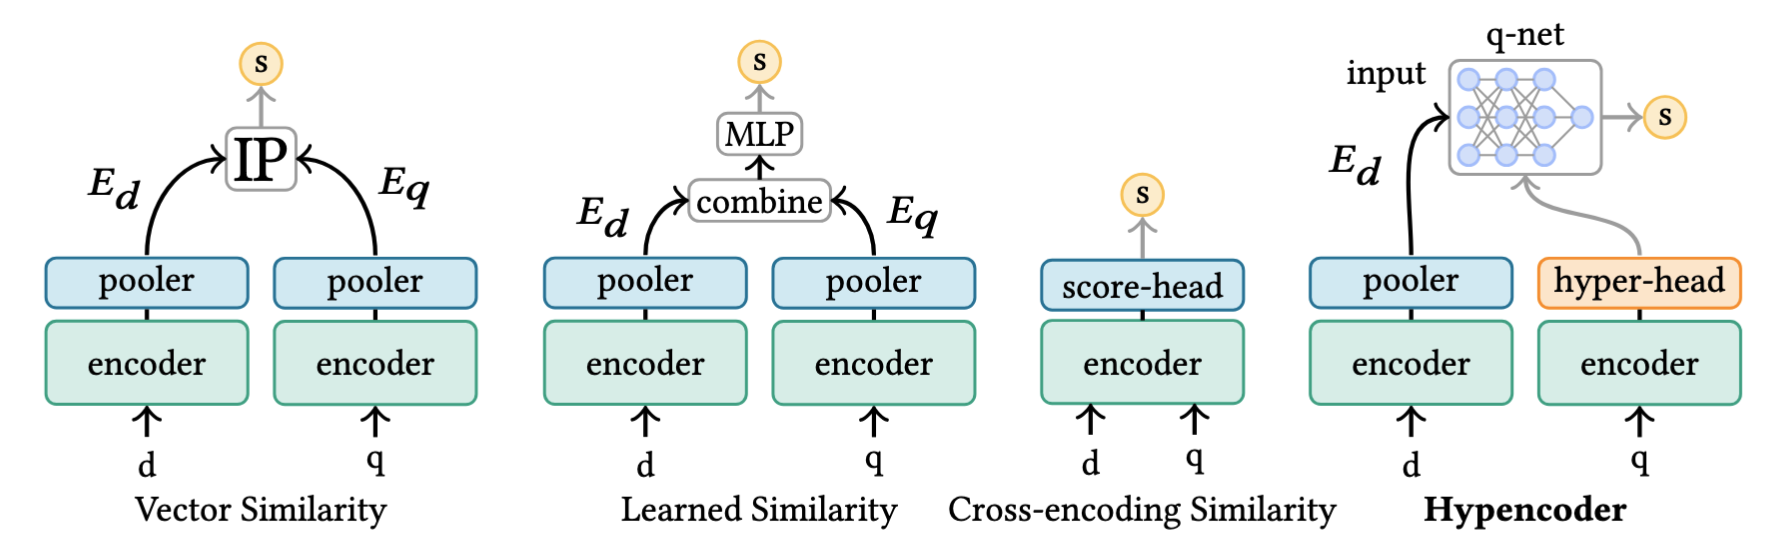 s
IP
E_d
E_q
pooler
pooler
encoder
encoder
d
q
Vector Similarity
s
MLP
combine
E_d
E_q
pooler
pooler
encoder
encoder
d
q
Learned Similarity
s
score-head
encoder
d
q
Cross-encoding Similarity
q-net
input
s
E_d
pooler
hyper-head
encoder
encoder
d
q
Hypencoder